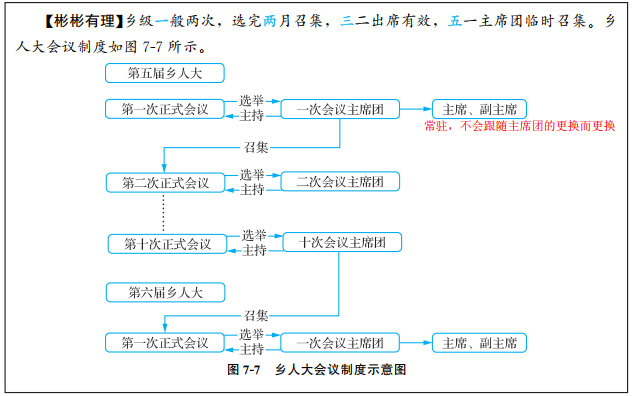 【彬彬有理】乡级一般两次，选完两月召集，三二出席有效，五一主席团临时召集。乡
人大会议制度如图 7-7 所示。
第五届乡人大
第一次正式会议
选举
主持
一次会议主席团
主席、副主席
常驻，不会跟随主席团的更换而更换
召集
第二次正式会议
选举
主持
二次会议主席团
第十次正式会议
选举
主持
十次会议主席团
第六届乡人大
召集
第一次正式会议
选举
主持
一次会议主席团
主席、副主席
图 7-7 乡人大会议制度示意图